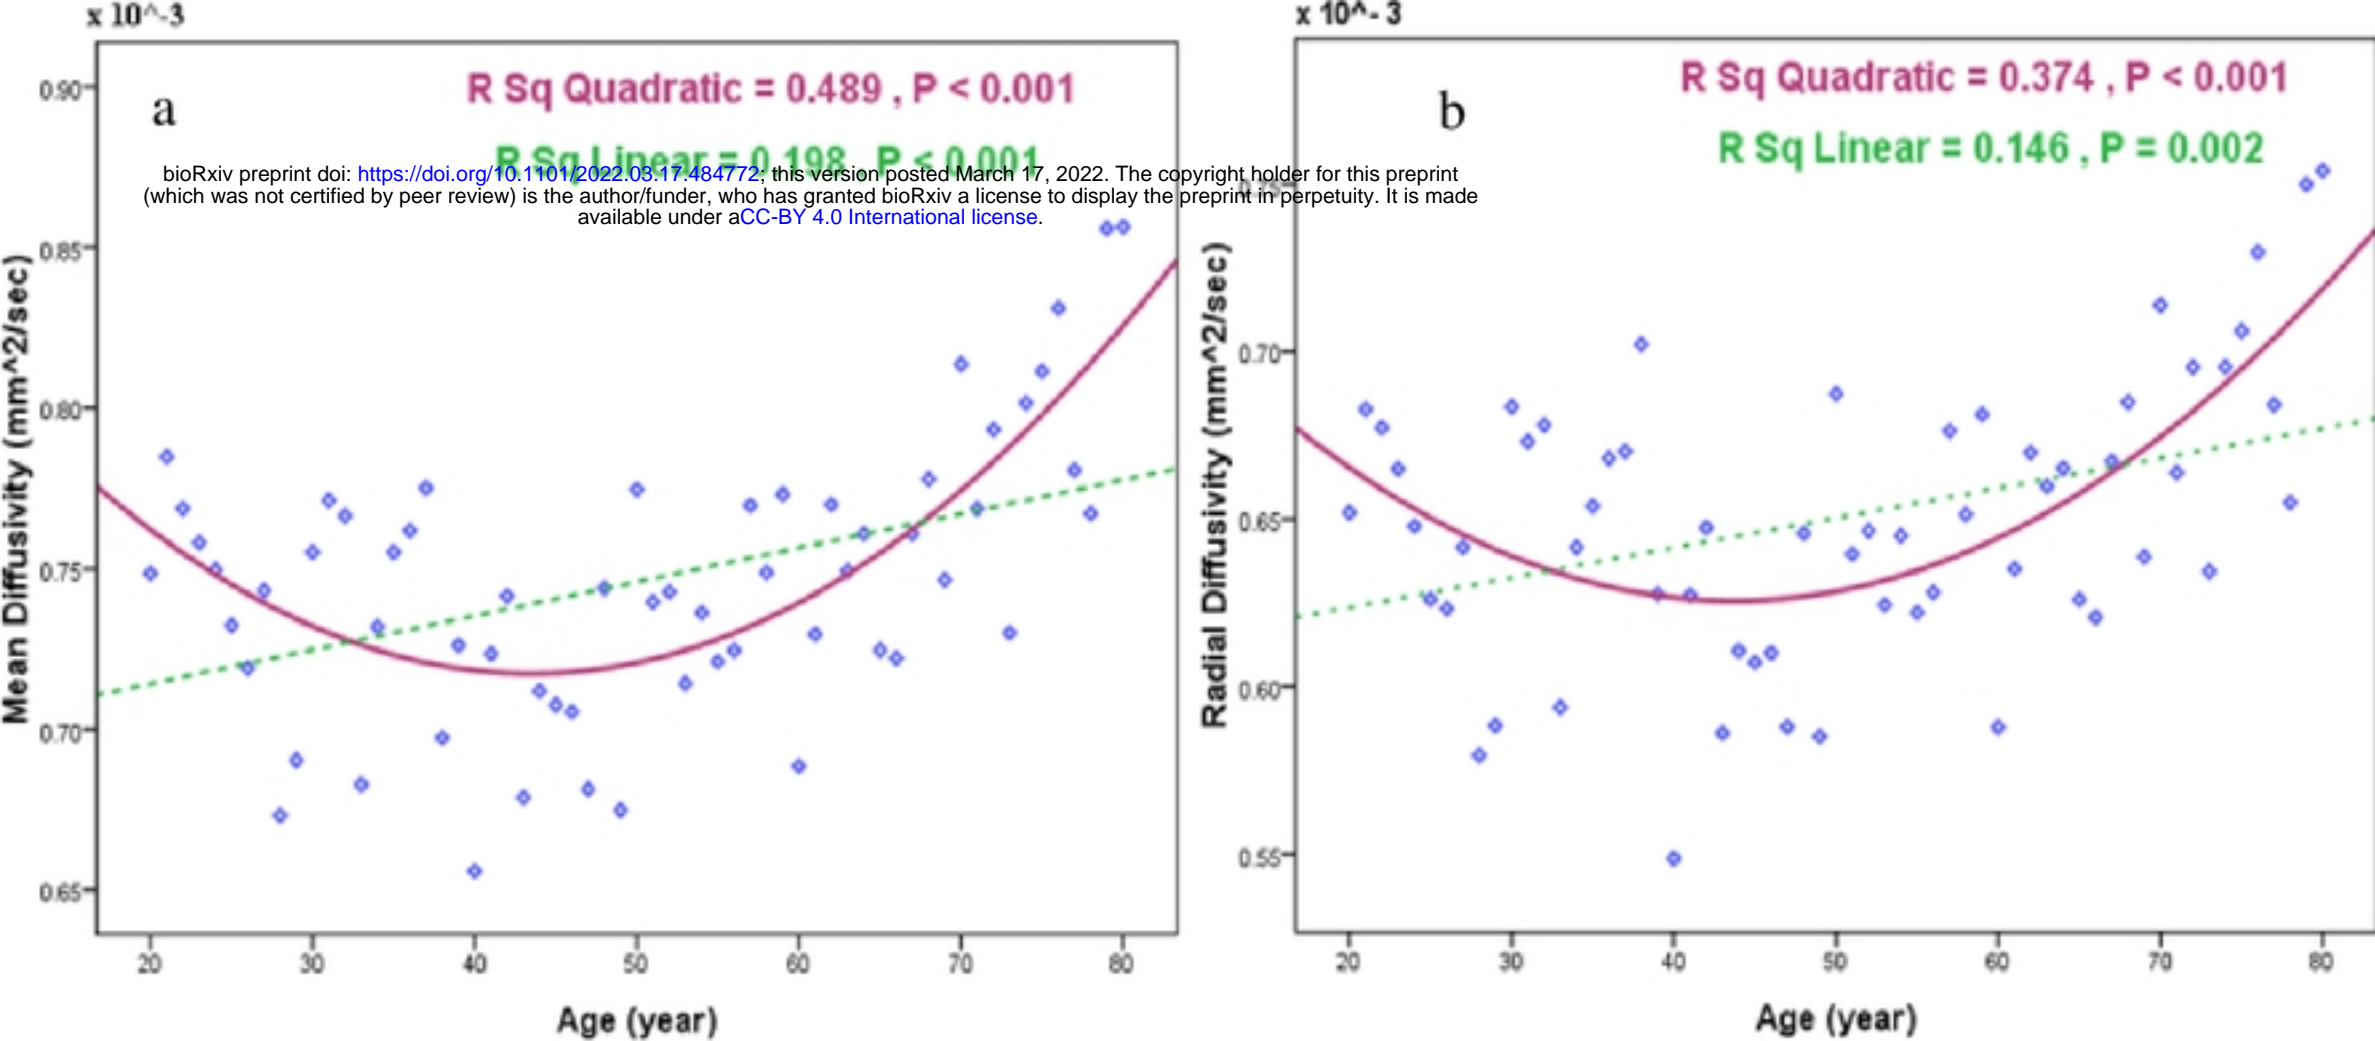 x 10^-3
a
R Sq Quadratic = 0.489 , P < 0.001
R Sq Linear = 0.198 , P < 0.001
bioRxiv preprint doi: https://doi.org/10.1101/2022.03.17.484772; this version posted March 17, 2022. The copyright holder for this preprint
(which was not certified by peer review) is the author/funder, who has granted bioRxiv a license to display the preprint in perpetuity. It is made
available under aCC-BY 4.0 International license.
Mean Diffusivity (mm^2/sec)
0.90
0.85
0.80
0.75
0.70
0.65
20 30 40 50 60 70 80
Age (year)
x 10^- 3
b
R Sq Quadratic = 0.374 , P < 0.001
R Sq Linear = 0.146 , P = 0.002
Radial Diffusivity (mm^2/sec)
0.75
0.70
0.65
0.60
0.55
20 30 40 50 60 70 80
Age (year)